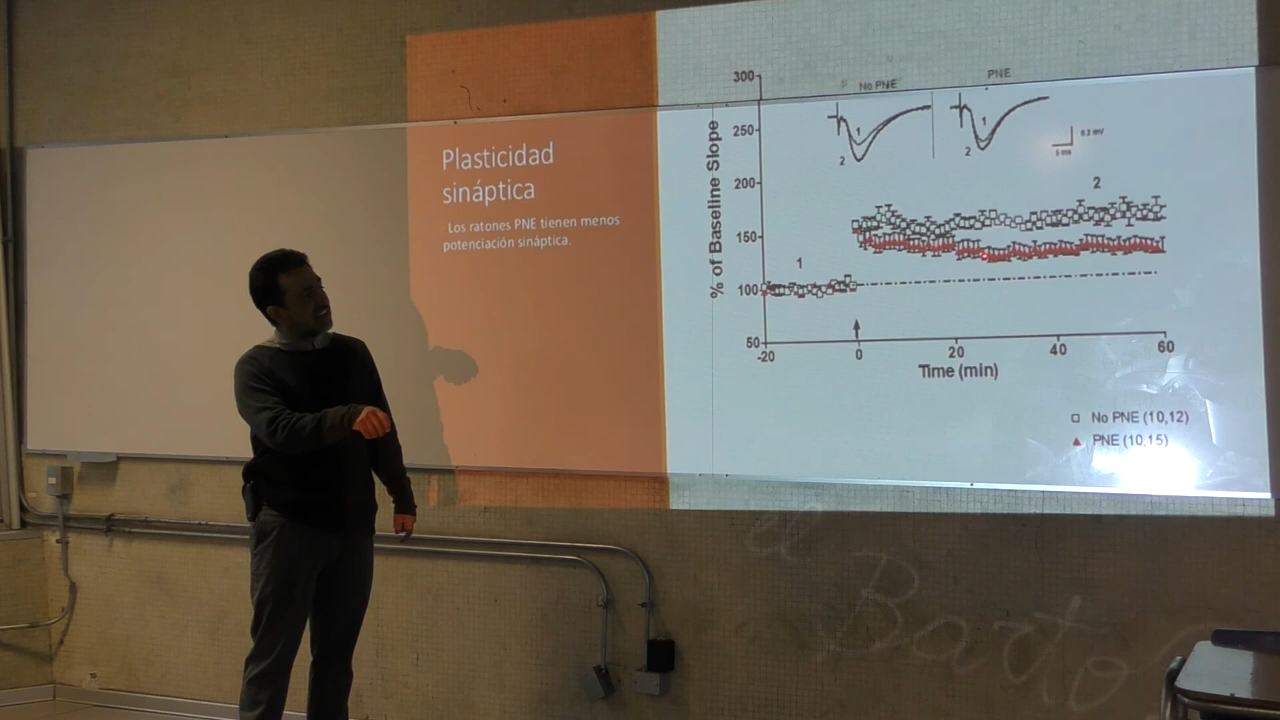 Plasticidad
sináptica
Los ratones PNE tienen menos
potenciación sináptica.
No PNE
PNE
300
250
200
150
100
50
% of Baseline Slope
1
2
1
2
0.2 mV
5 ms
1
2
-20
0
20
40
60
Time (min)
No PNE (10,12)
PNE (10,15)
el
Barto